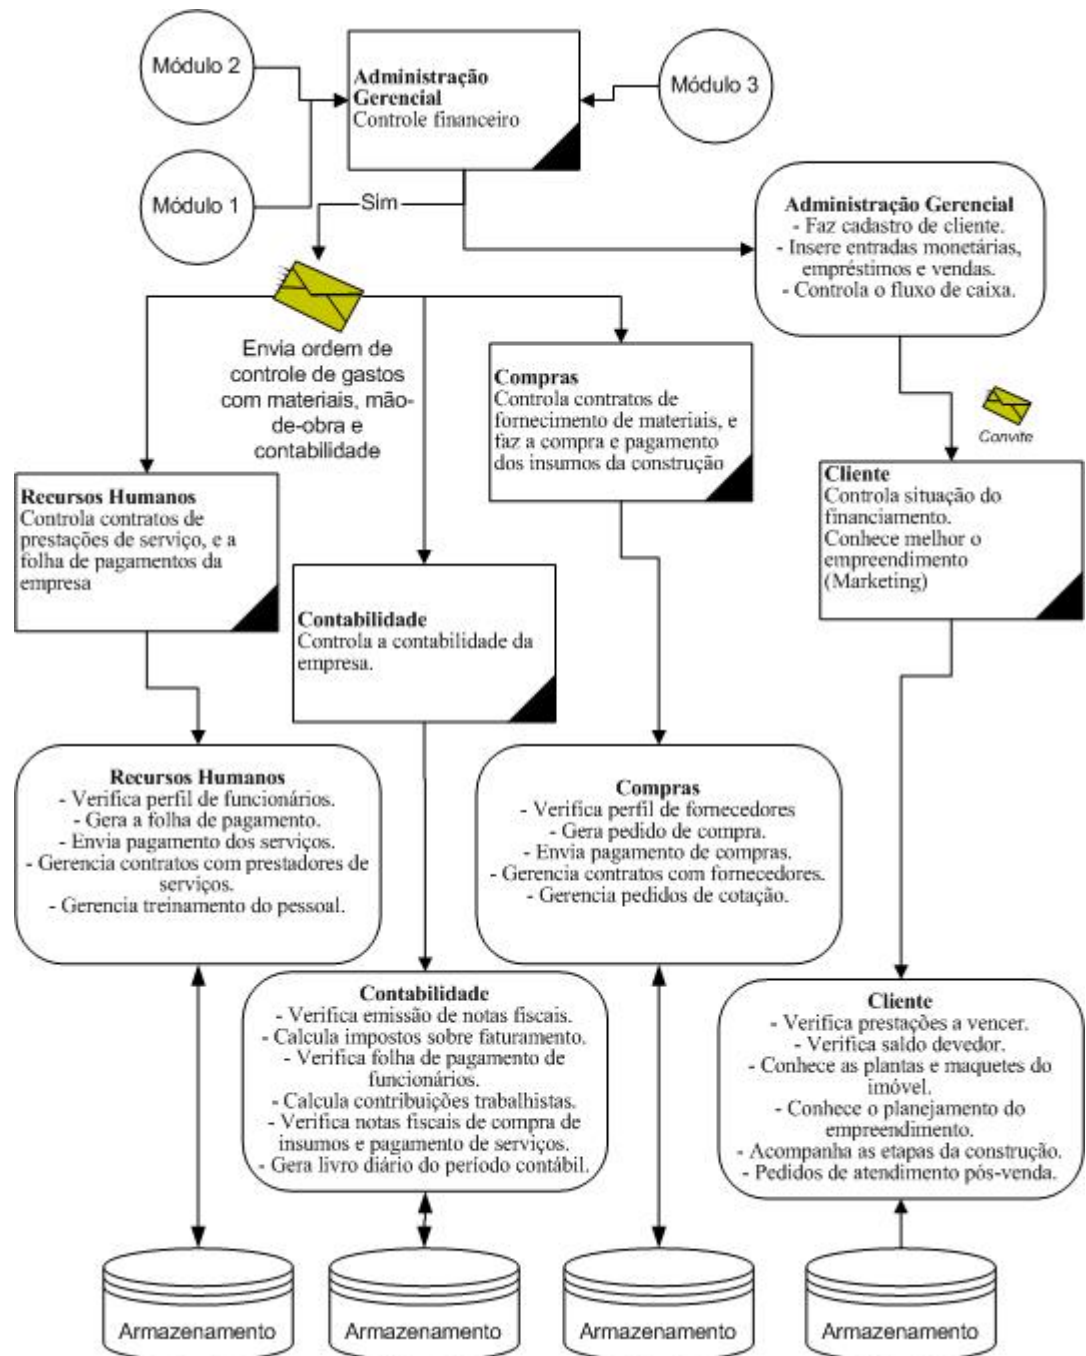 Módulo 2
Administração
Gerencial
Controle financeiro
Módulo 3
Módulo 1
Sim
Administração Gerencial
- Faz cadastro de cliente.
- Insere entradas monetárias,
empréstimos e vendas.
- Controla o fluxo de caixa.
Envia ordem de
controle de gastos
com materiais, mão-
de-obra e
contabilidade
Compras
Controla contratos de
fornecimento de materiais, e
faz a compra e pagamento
dos insumos da construção
Convite
Recursos Humanos
Controla contratos de
prestações de serviço, e a
folha de pagamentos da
empresa
Cliente
Controla situação do
financiamento.
Conhece melhor o
empreendimento
(Marketing)
Contabilidade
Controla a contabilidade da
empresa.
Recursos Humanos
- Verifica perfil de funcionários.
- Gera a folha de pagamento.
- Envia pagamento dos serviços.
- Gerencia contratos com prestadores de
serviços.
- Gerencia treinamento do pessoal.
Compras
- Verifica perfil de fornecedores
- Gera pedido de compra.
- Envia pagamento de compras.
- Gerencia contratos com fornecedores.
- Gerencia pedidos de cotação.
Contabilidade
- Verifica emissão de notas fiscais.
- Calcula impostos sobre faturamento.
- Verifica folha de pagamento de
funcionários.
- Calcula contribuições trabalhistas.
- Verifica notas fiscais de compra de
insumos e pagamento de serviços.
- Gera livro diário do período contábil.
Cliente
- Verifica prestações a vencer.
- Verifica saldo devedor.
- Conhece as plantas e maquetes do
imóvel.
- Conhece o planejamento do
empreendimento.
- Acompanha as etapas da construção.
- Pedidos de atendimento pós-venda.
Armazenamento
Armazenamento
Armazenamento
Armazenamento